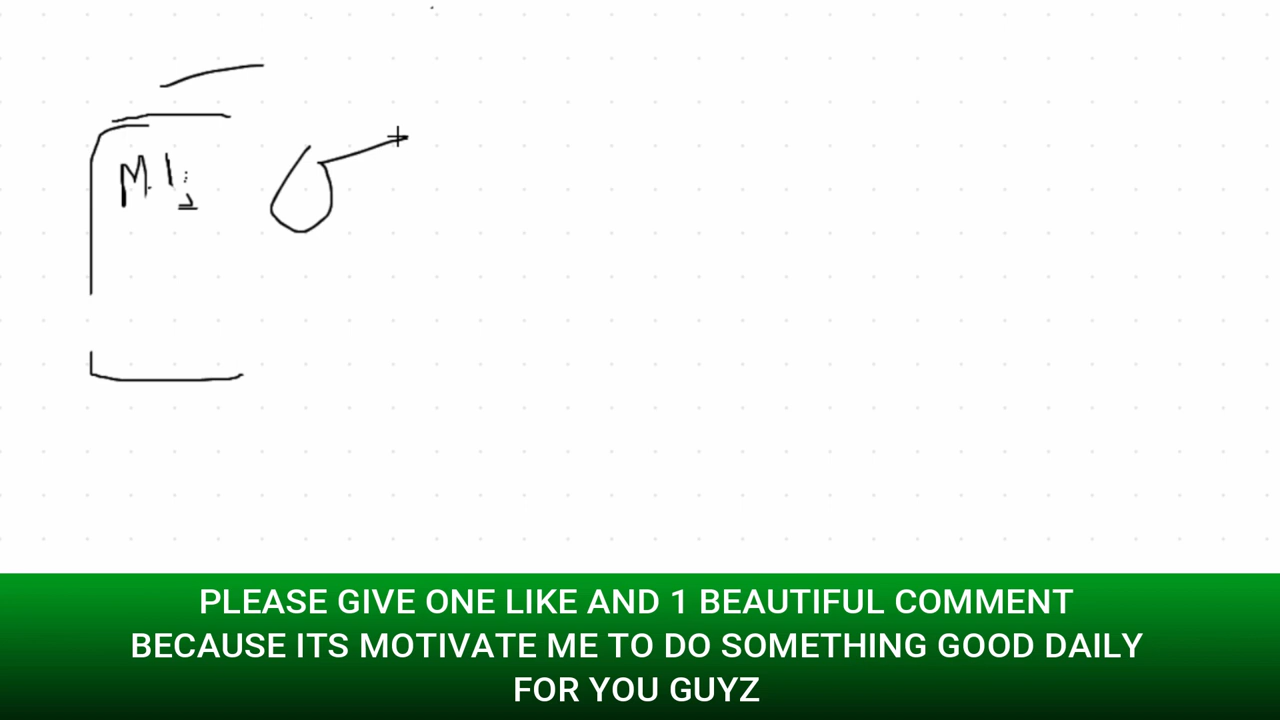 M.
PLEASE GIVE ONE LIKE AND 1 BEAUTIFUL COMMENT
BECAUSE ITS MOTIVATE ME TO DO SOMETHING GOOD DAILY
FOR YOU GUYZ